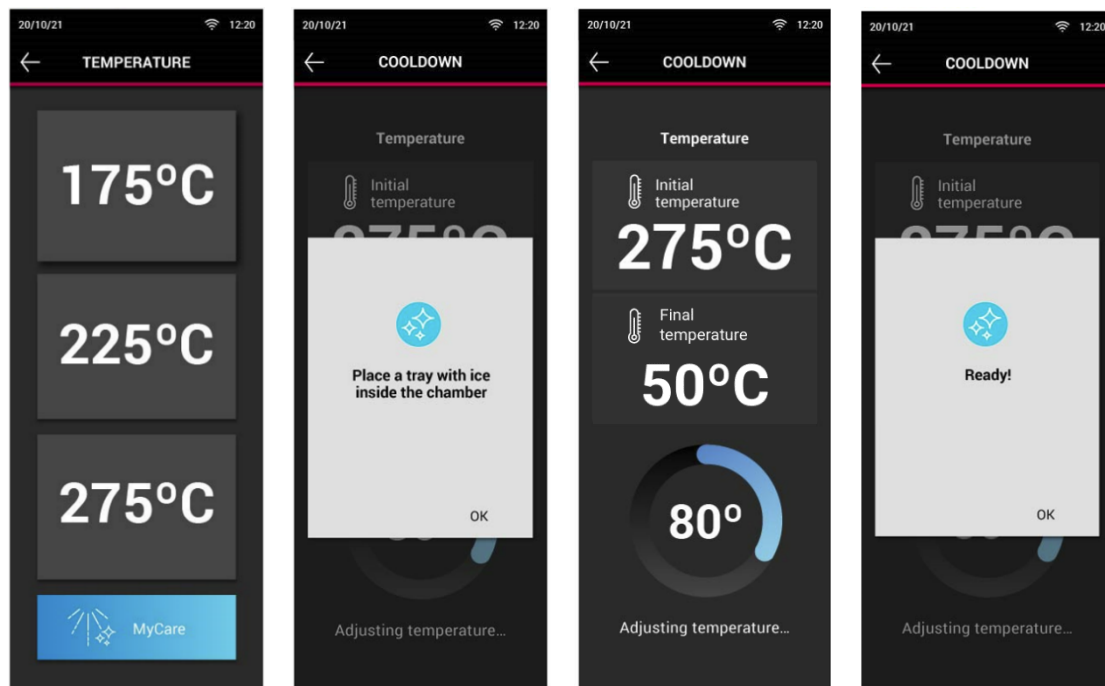 20/10/21 12:20
TEMPERATURE
175ºC
225ºC
275ºC
MyCare
20/10/21 12:20
COOLDOWN
Temperature
Initial
temperature
275ºC
Place a tray with ice
inside the chamber
OK
Adjusting temperature...
20/10/21 12:20
COOLDOWN
Temperature
Initial
temperature
275ºC
Final
temperature
50ºC
80º
Adjusting temperature...
20/10/21 12:20
COOLDOWN
Temperature
Initial
temperature
275ºC
Ready!
OK
Adjusting temperature...